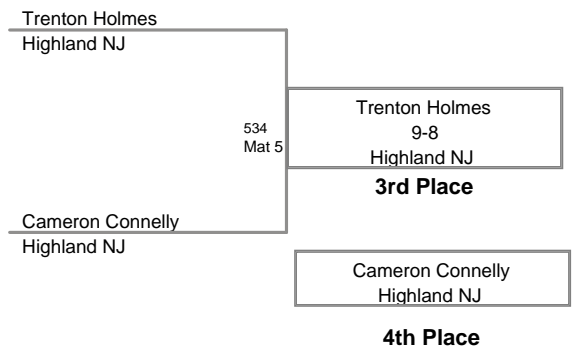 Trenton Holmes
Highland NJ
534
Mat 5
Trenton Holmes
9-8
Highland NJ
3rd Place
Cameron Connelly
Highland NJ
Cameron Connelly
Highland NJ
4th Place